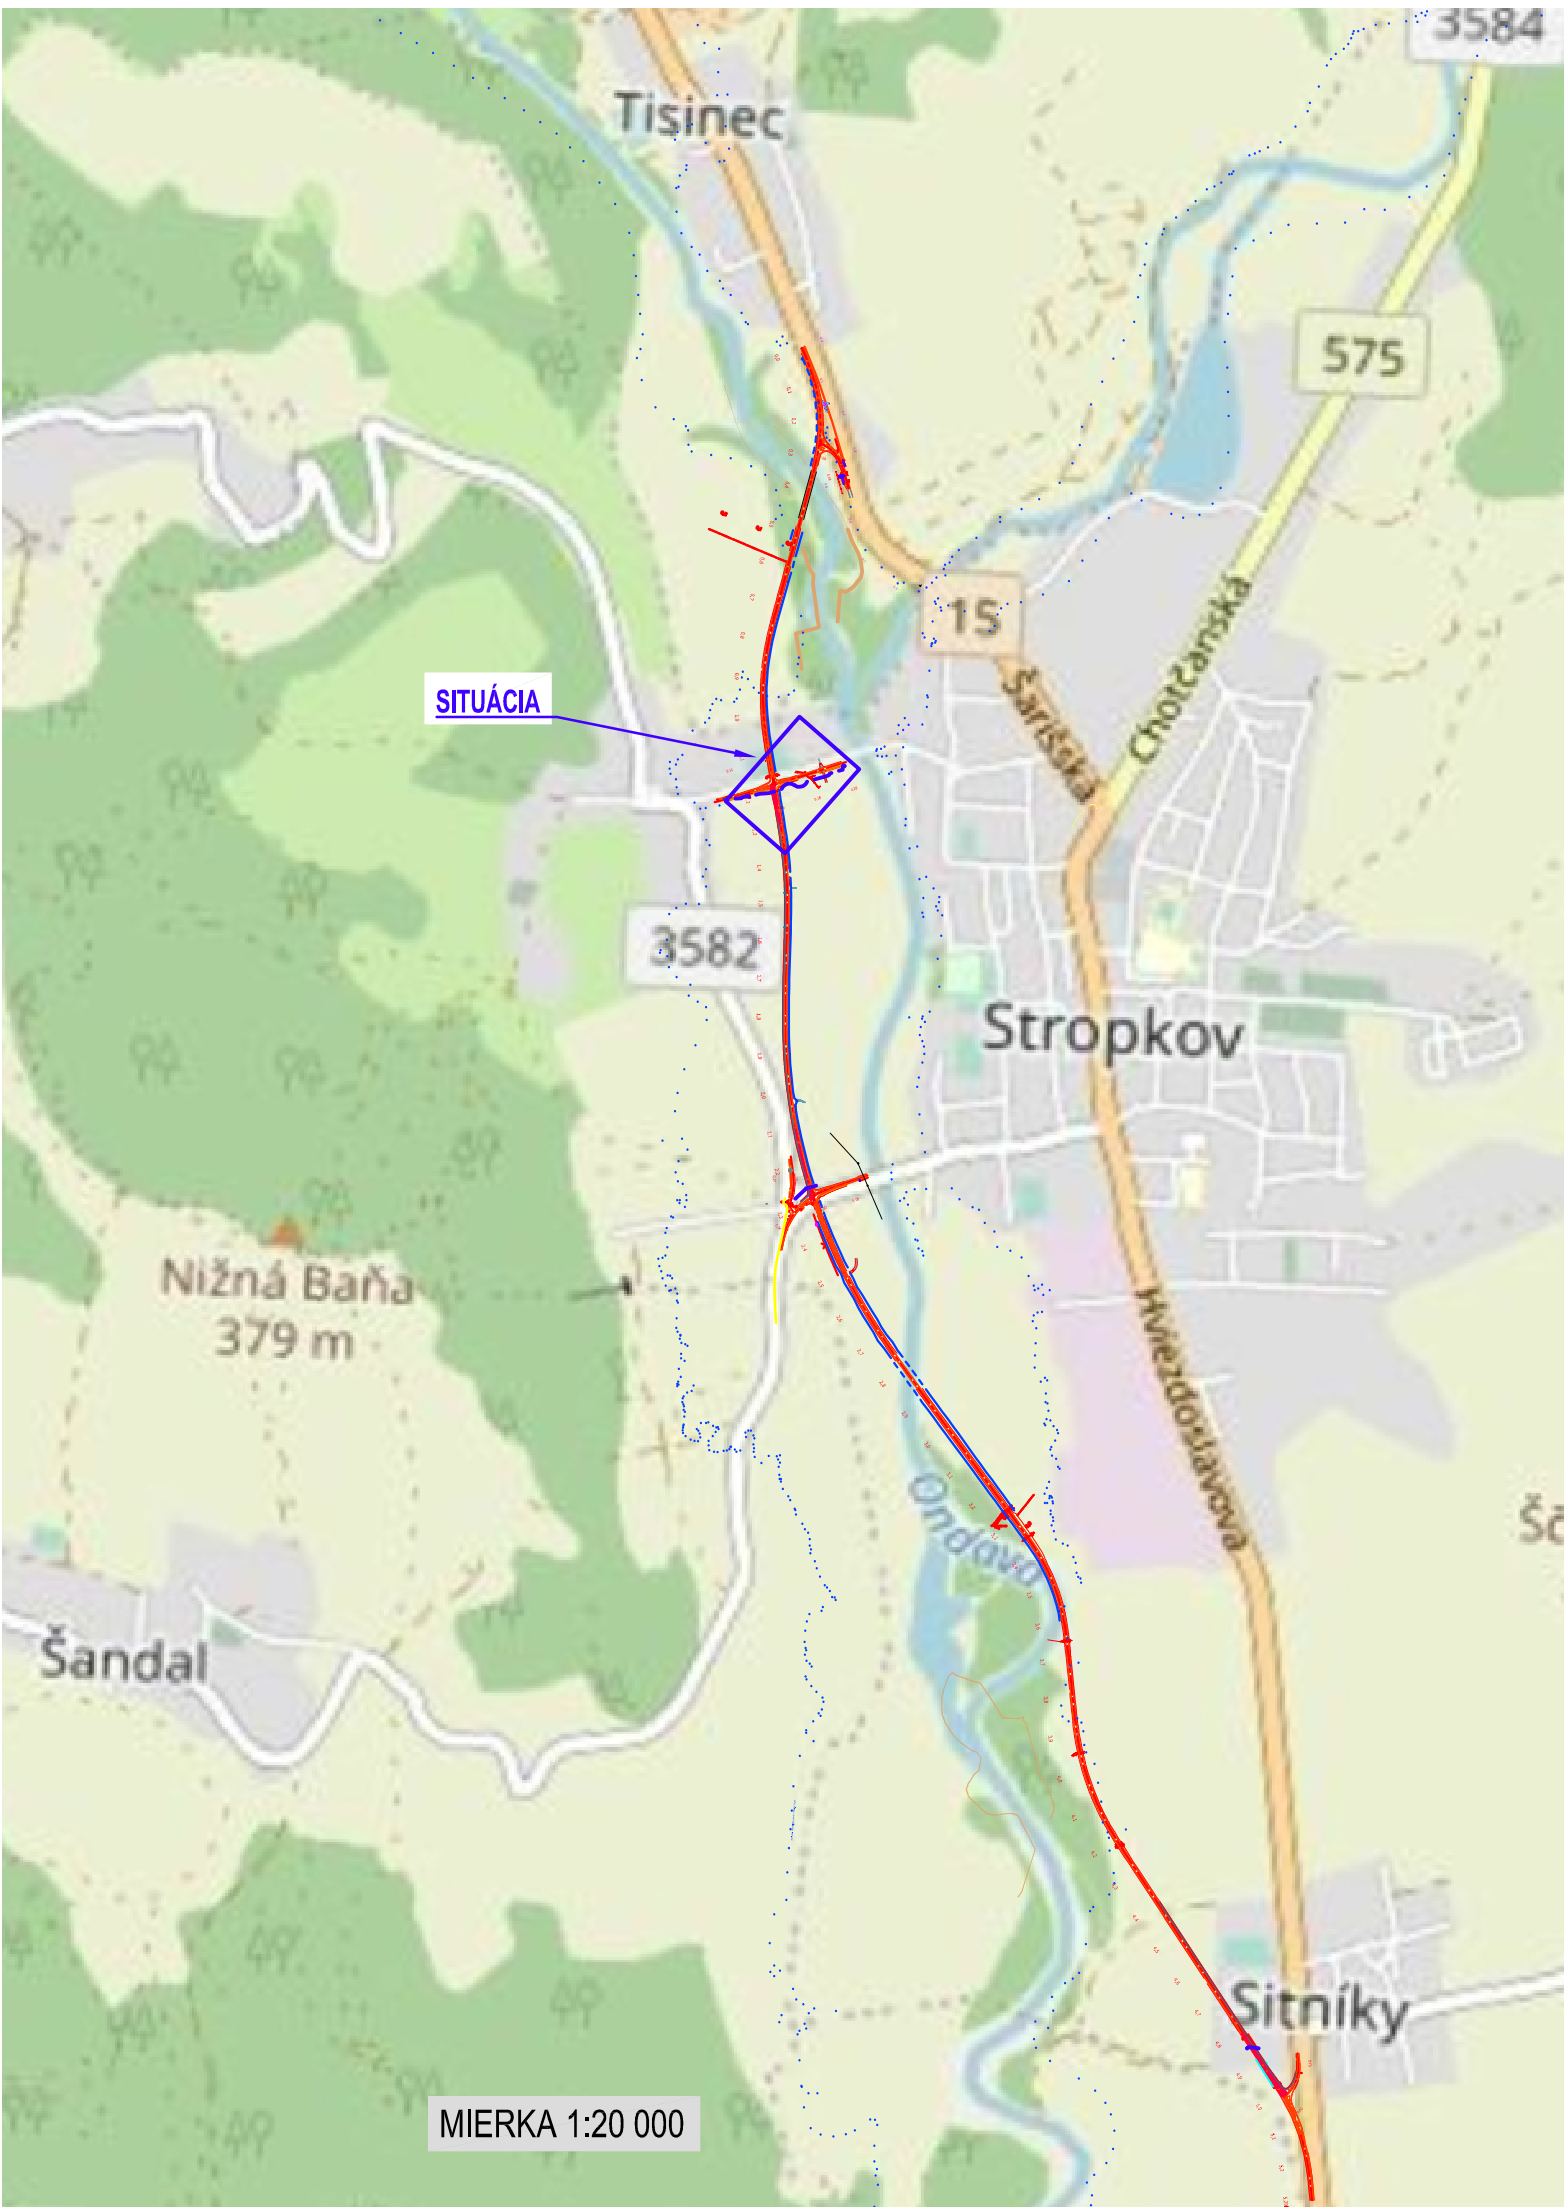 3584
Tisinec
575
15
Chotčanská
Šarišská
SITUÁCIA
3582
Stropkov
Nižná Baňa
379 m
Hviezdoslavova
Ondava
Šč
Šandal
Sitníky
MIERKA 1:20 000